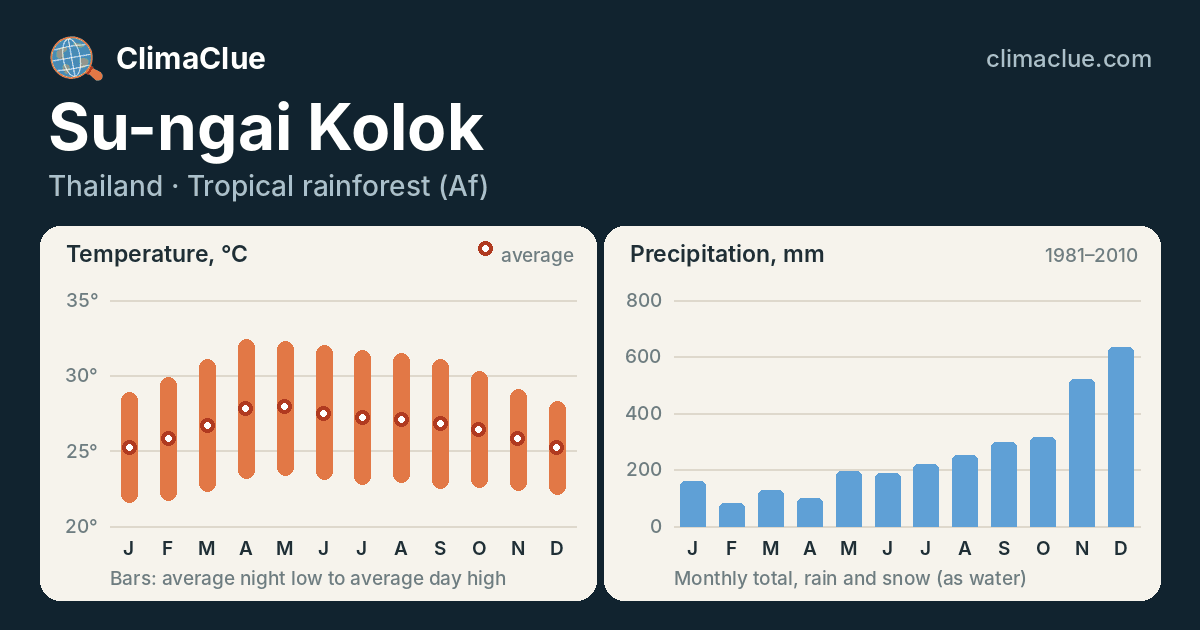 ClimaClue
climaclue.com
Su-ngai Kolok
Thailand · Tropical rainforest (Af)
Temperature, °C
average
35°
30°
25°
20°
J F M A M J J A S O N D
Bars: average night low to average day high
Precipitation, mm
1981–2010
800
600
400
200
0
J F M A M J J A S O N D
Monthly total, rain and snow (as water)